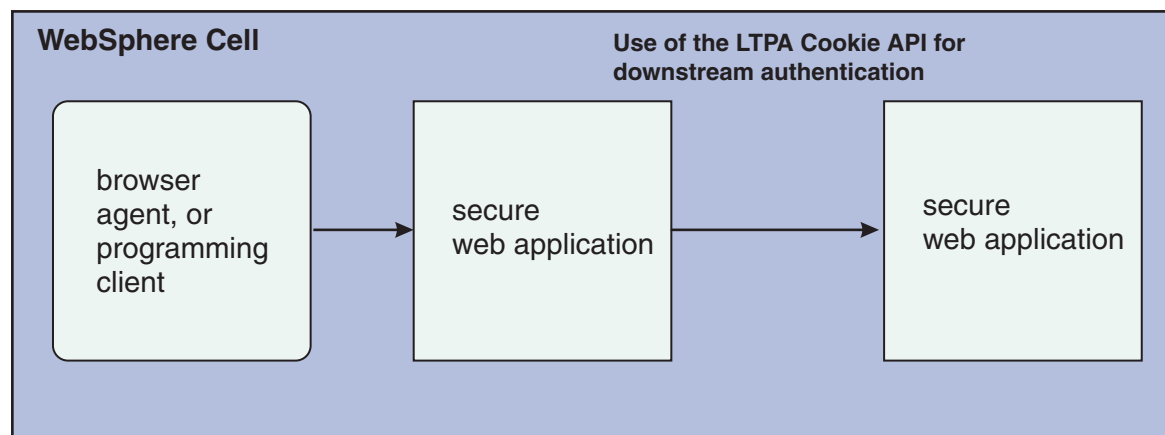 WebSphere Cell
Use of the LTPA Cookie API for
downstream authentication
browser
agent, or
programming
client
secure
web application
secure
web application